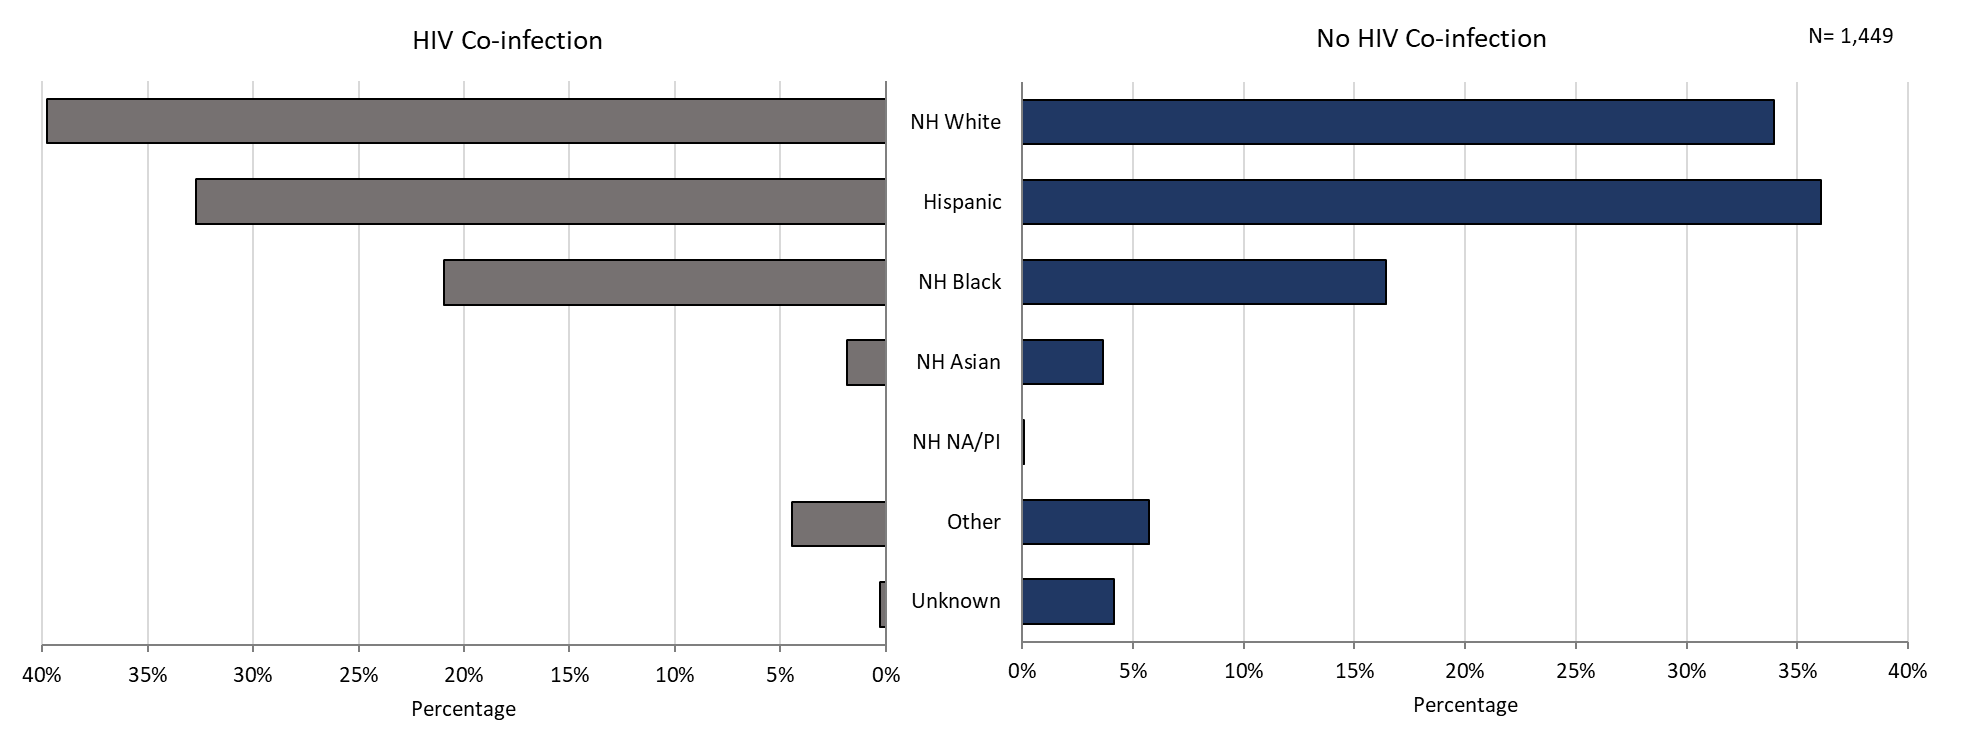 HIV Co-infection
No HIV Co-infection
N= 1,449
NH White
Hispanic
NH Black
NH Asian
NH NA/PI
Other
Unknown
40% 35% 30% 25% 20% 15% 10% 5% 0%
Percentage
0% 5% 10% 15% 20% 25% 30% 35% 40%
Percentage